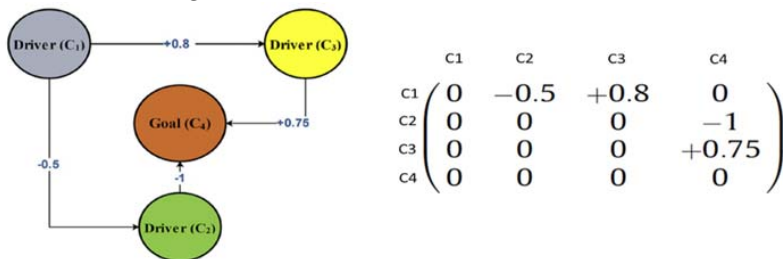 Driver (C₁)
+0.8
Driver (C₃)
Goal (C₄)
+0.75
-0.5
-1
Driver (C₂)
C1 C2 C3 C4
C1 0 −0.5 +0.8 0
C2 0 0 0 −1
C3 0 0 0 +0.75
C4 0 0 0 0